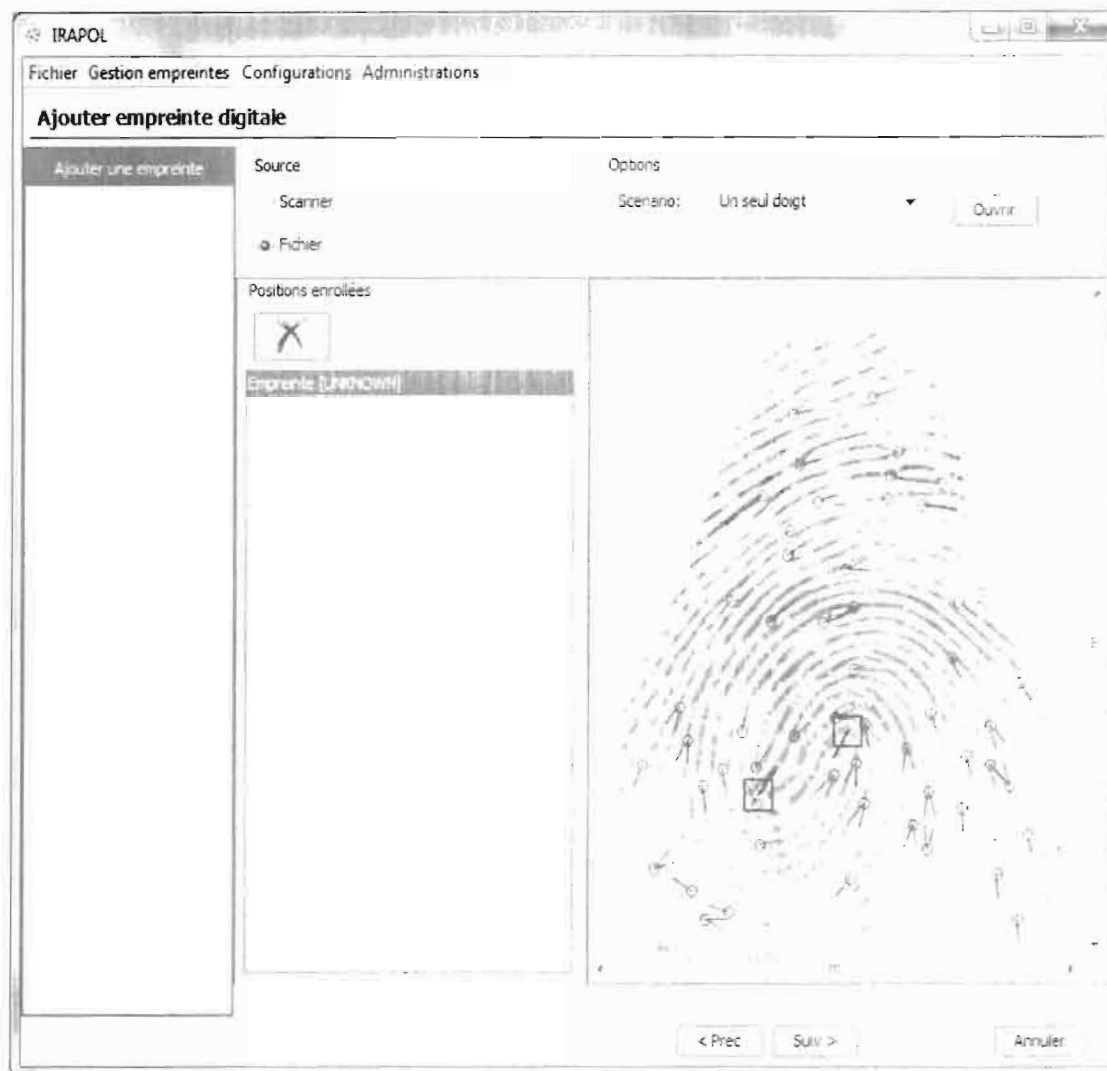 IRAPOL
Fichier Gestion empreintes Configurations Administrations
Ajouter empreinte digitale
Ajouter une empreinte
Source
Scanner
Fichier
Options
Scenario: Un seul doigt
Ouvrir
Positions enrollées
Empreinte [UNKNOWN]
< Prec
Suiv >
Annuler